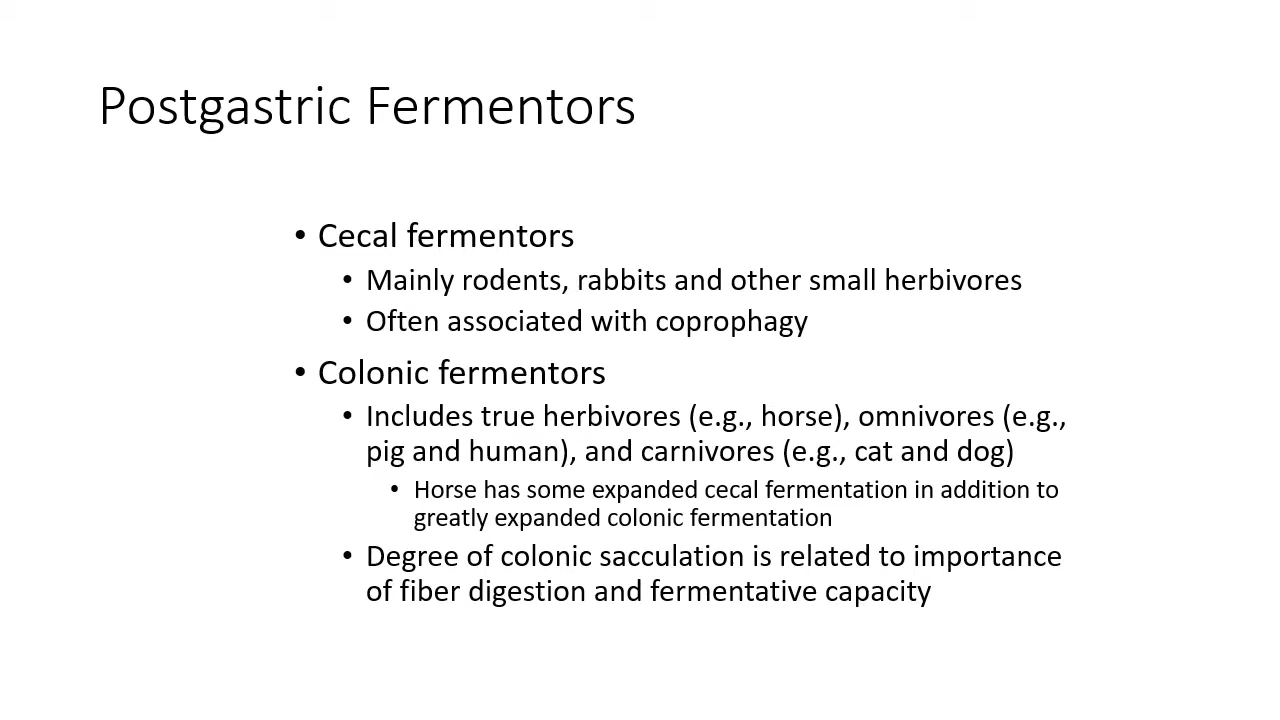 Postgastric Fermentors
• Cecal fermentors
• Mainly rodents, rabbits and other small herbivores
• Often associated with coprophagy
• Colonic fermentors
• Includes true herbivores (e.g., horse), omnivores (e.g.,
pig and human), and carnivores (e.g., cat and dog)
• Horse has some expanded cecal fermentation in addition to
greatly expanded colonic fermentation
• Degree of colonic sacculation is related to importance
of fiber digestion and fermentative capacity